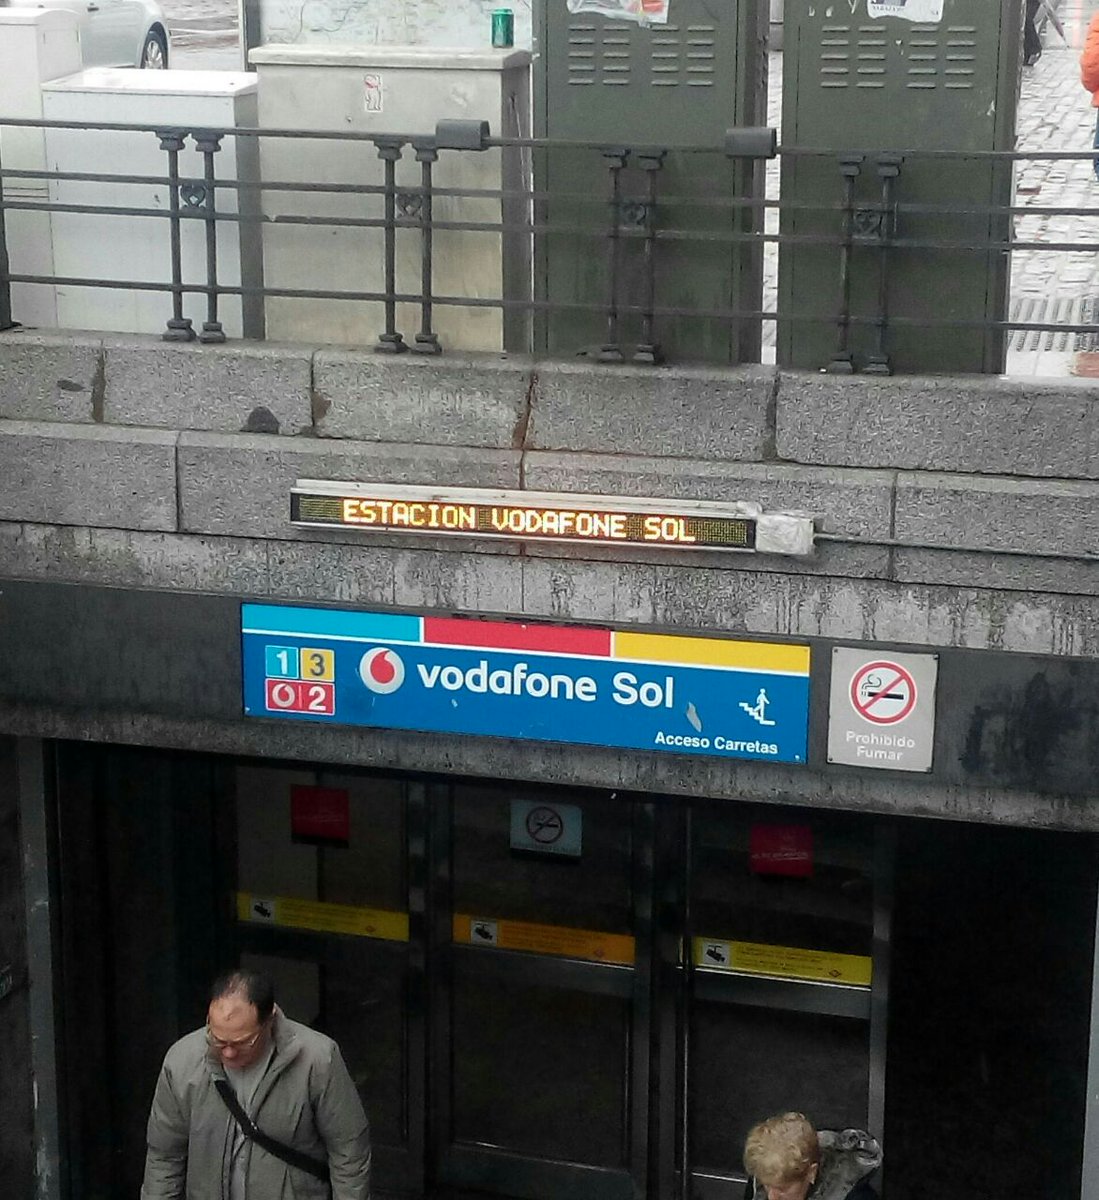 ESTACION VODAFONE SOL
1 3
2
vodafone Sol
Acceso Carretas
Prohibido
Fumar